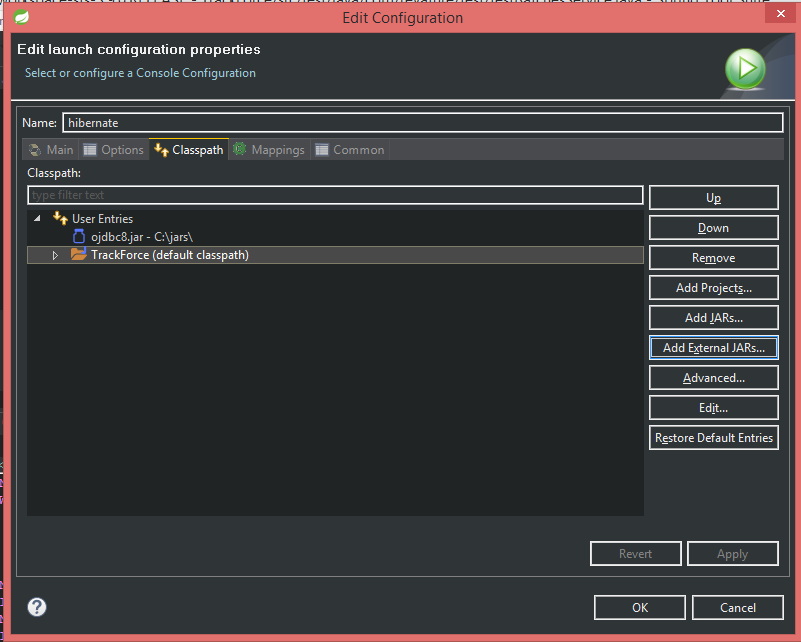 Edit Configuration
Edit launch configuration properties
Select or configure a Console Configuration
Name: hibernate
Main Options Classpath Mappings Common
Classpath:
type filter text
User Entries
ojdbc8.jar - C:\jars\
TrackForce (default classpath)
Up
Down
Remove
Add Projects...
Add JARs...
Add External JARs...
Advanced...
Edit...
Restore Default Entries
Revert Apply
OK Cancel